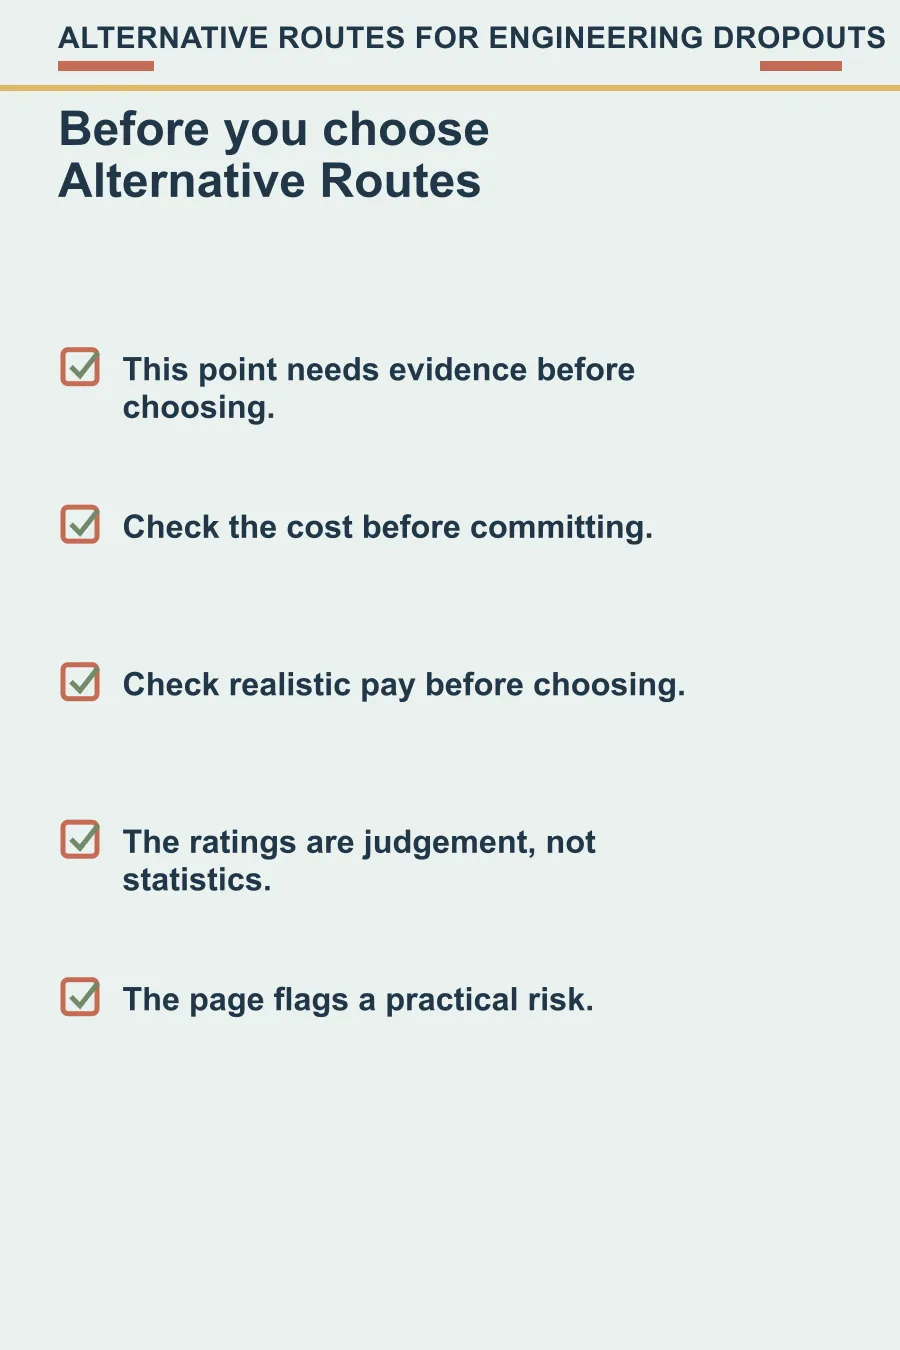 ALTERNATIVE ROUTES FOR ENGINEERING DROPOUTS
Before you choose
Alternative Routes
This point needs evidence before
choosing.
Check the cost before committing.
Check realistic pay before choosing.
The ratings are judgement, not
statistics.
The page flags a practical risk.